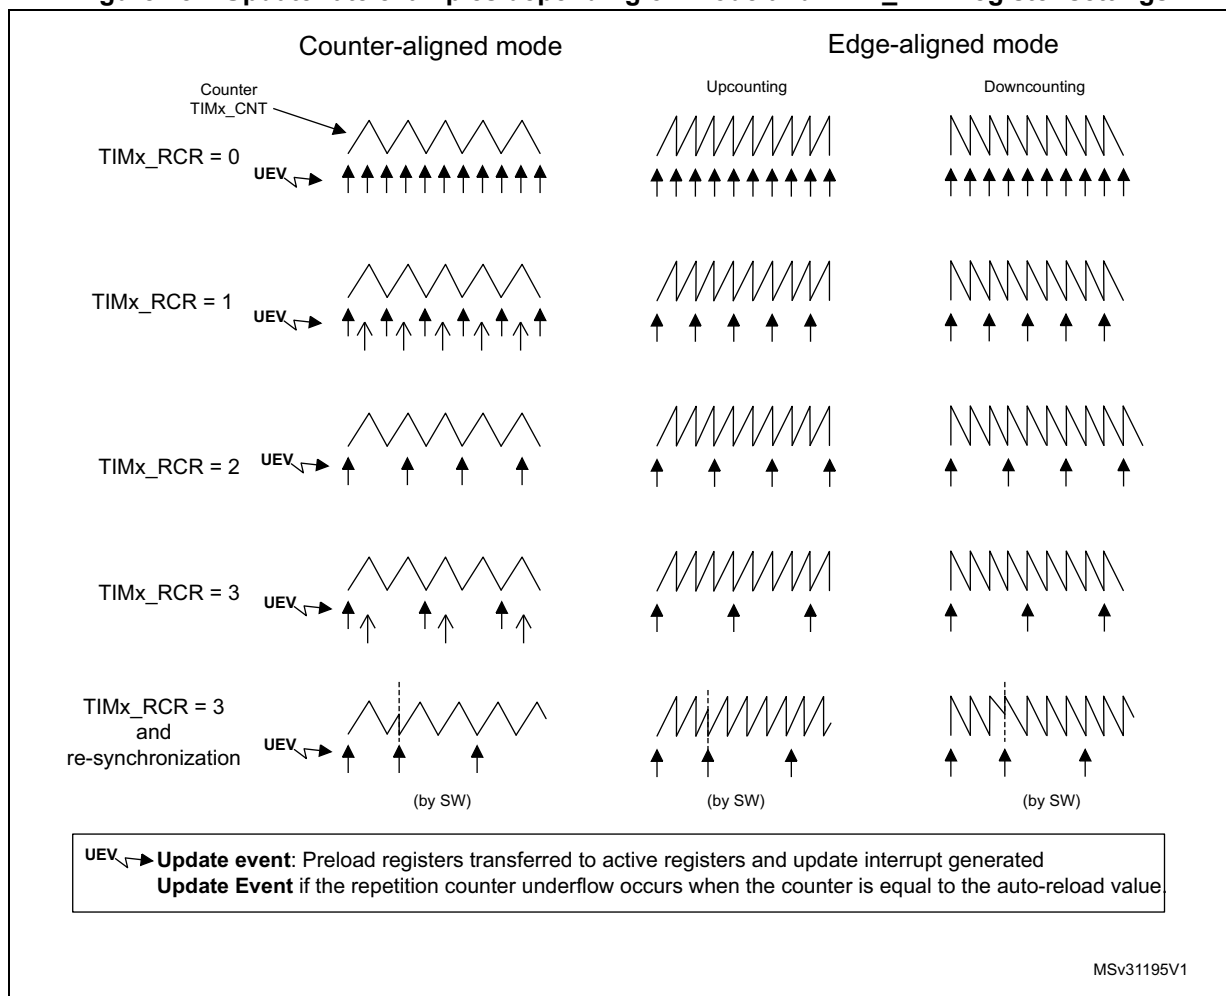 Counter-aligned mode Edge-aligned mode
Counter
TIMx_CNT
Upcounting
Downcounting
TIMx_RCR = 0
UEV
TIMx_RCR = 1
UEV
TIMx_RCR = 2
UEV
TIMx_RCR = 3
UEV
TIMx_RCR = 3
and
re-synchronization
UEV
(by SW) (by SW) (by SW)
UEV Update event: Preload registers transferred to active registers and update interrupt generated
Update Event if the repetition counter underflow occurs when the counter is equal to the auto-reload value.
MSv31195V1